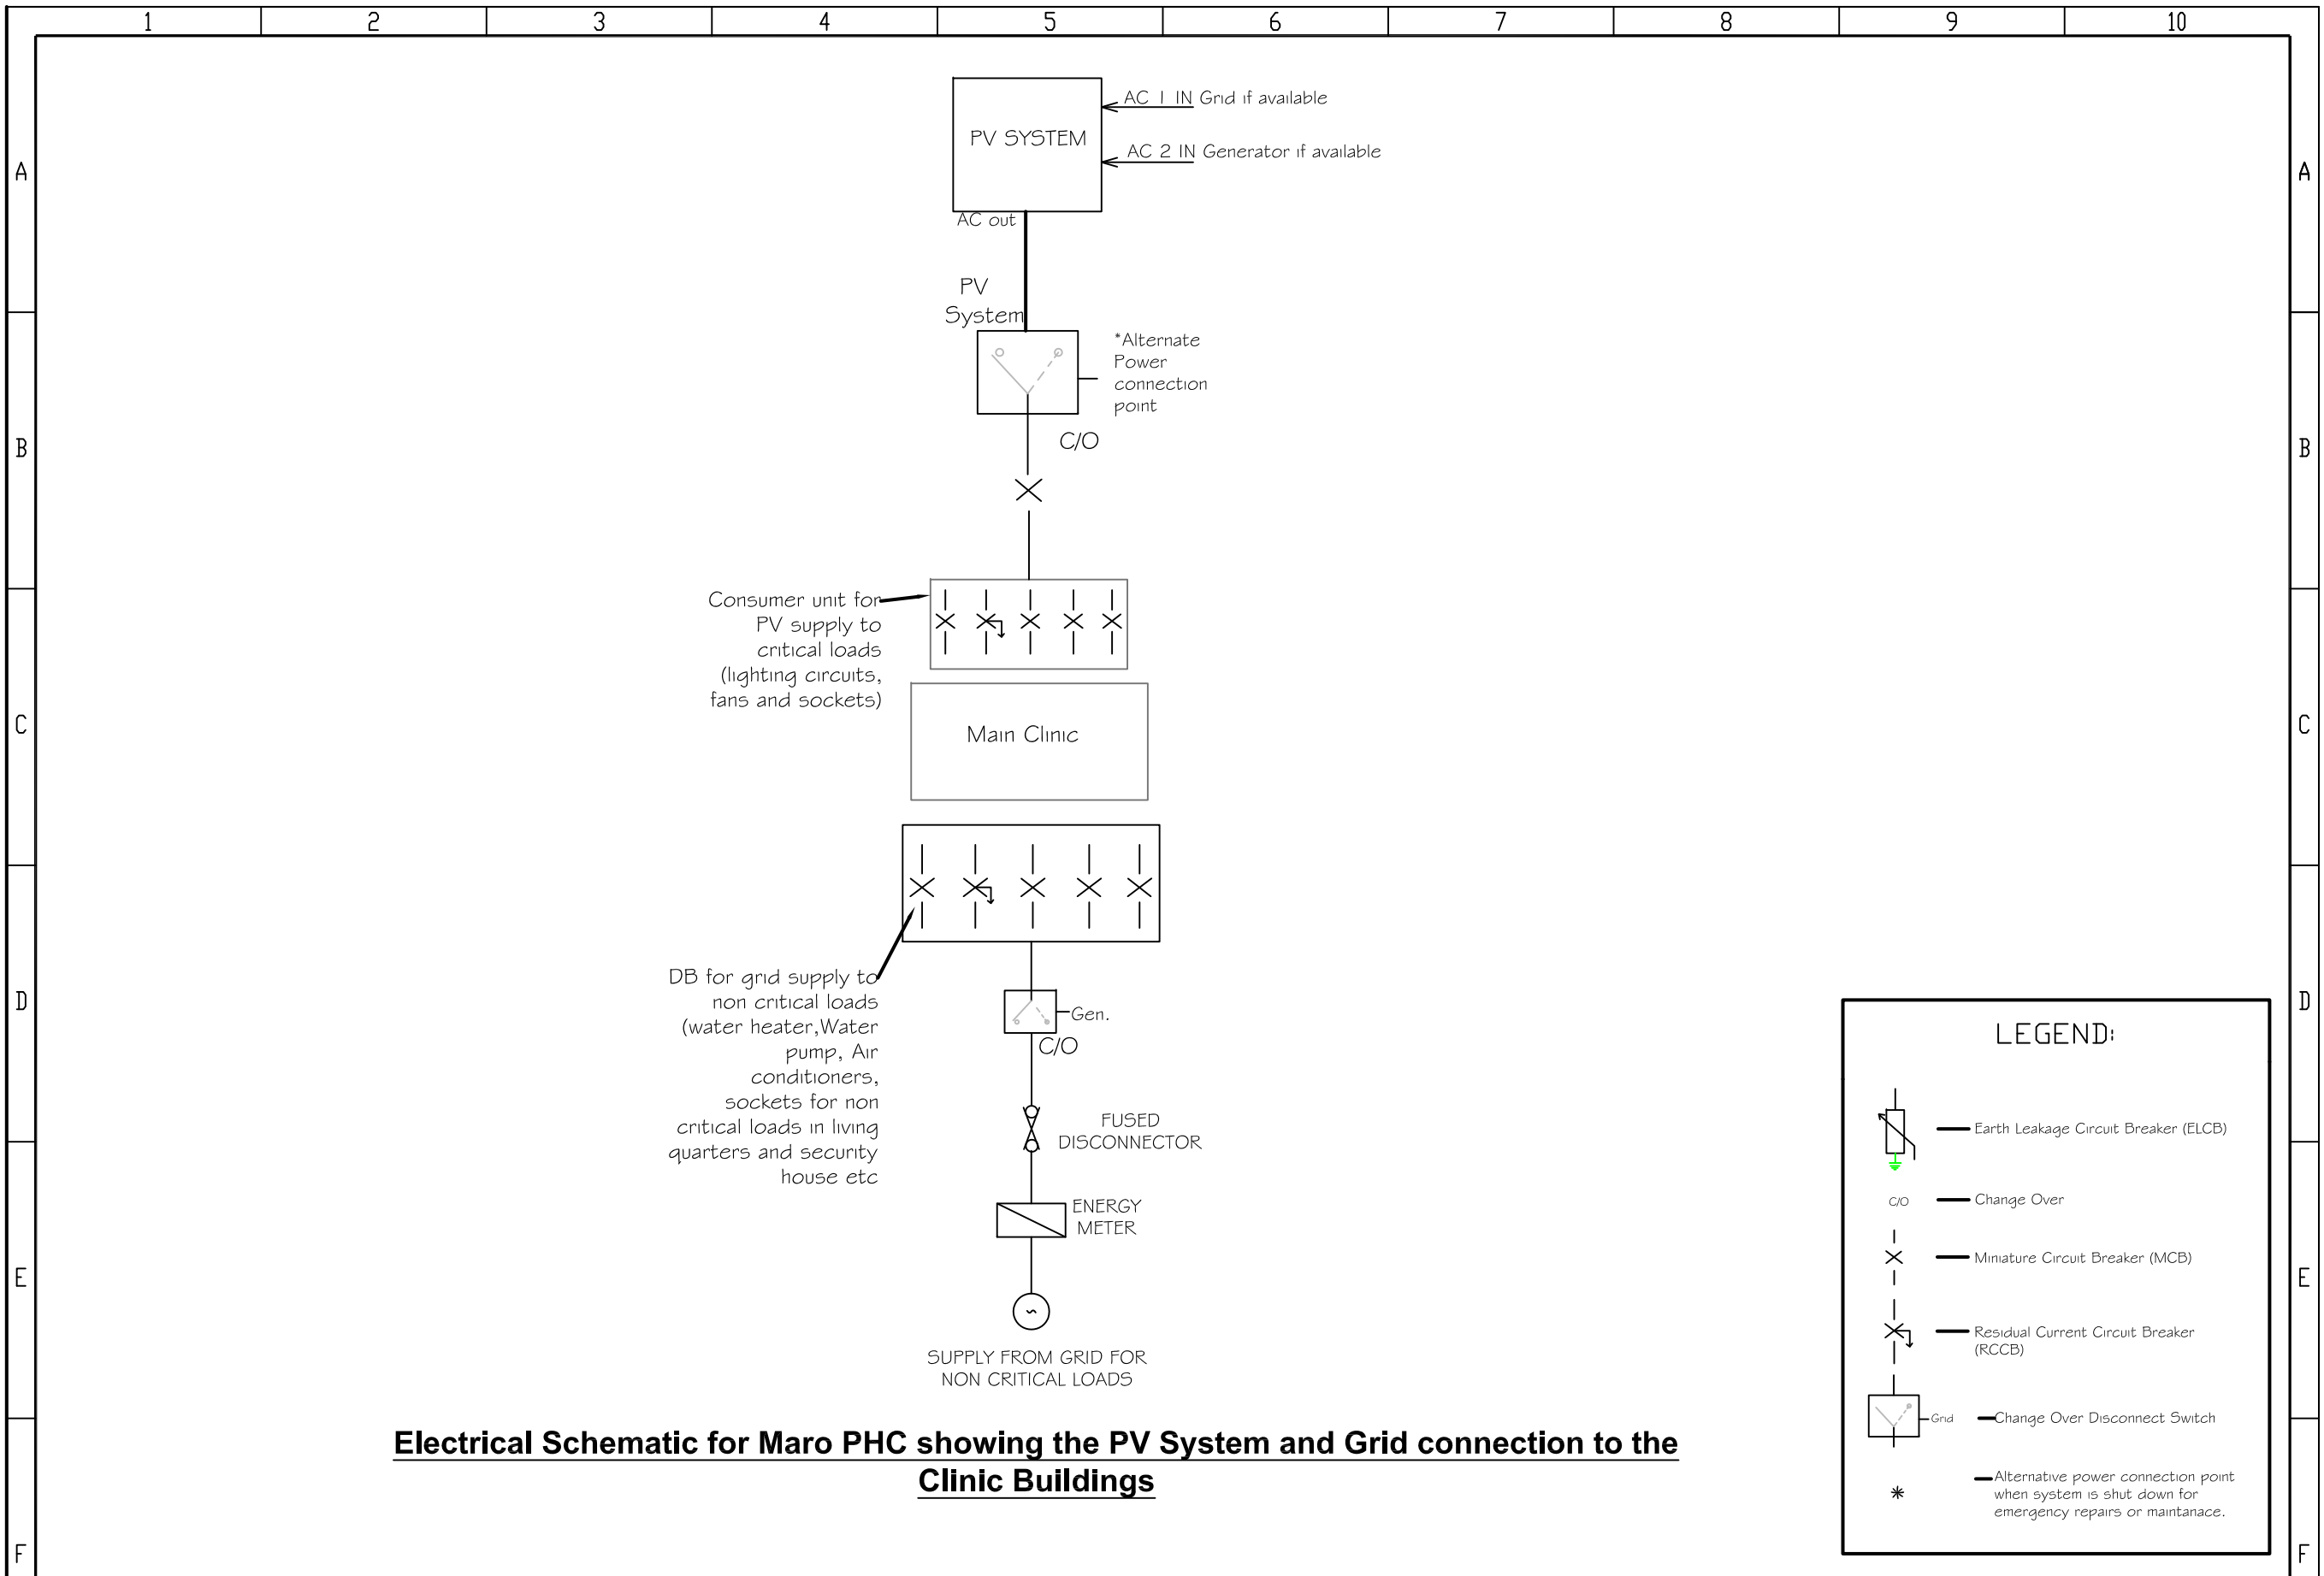 1 2 3 4 5 6 7 8 9 10
A A
B B
C C
D D
E E
F F
AC 1 IN Grid if available
PV SYSTEM
AC 2 IN Generator if available
AC out
PV
System
*Alternate
Power
connection
point
C/O
Consumer unit for
PV supply to
critical loads
(lighting circuits,
fans and sockets)
Main Clinic
DB for grid supply to
non critical loads
(water heater,Water
pump, Air
conditioners,
sockets for non
critical loads in living
quarters and security
house etc
Gen.
C/O
FUSED
DISCONNECTOR
ENERGY
METER
~
SUPPLY FROM GRID FOR
NON CRITICAL LOADS
Electrical Schematic for Maro PHC showing the PV System and Grid connection to the
Clinic Buildings
LEGEND:
Earth Leakage Circuit Breaker (ELCB)
C/O Change Over
Miniature Circuit Breaker (MCB)
Residual Current Circuit Breaker
(RCCB)
Grid Change Over Disconnect Switch
* Alternative power connection point
when system is shut down for
emergency repairs or maintanace.